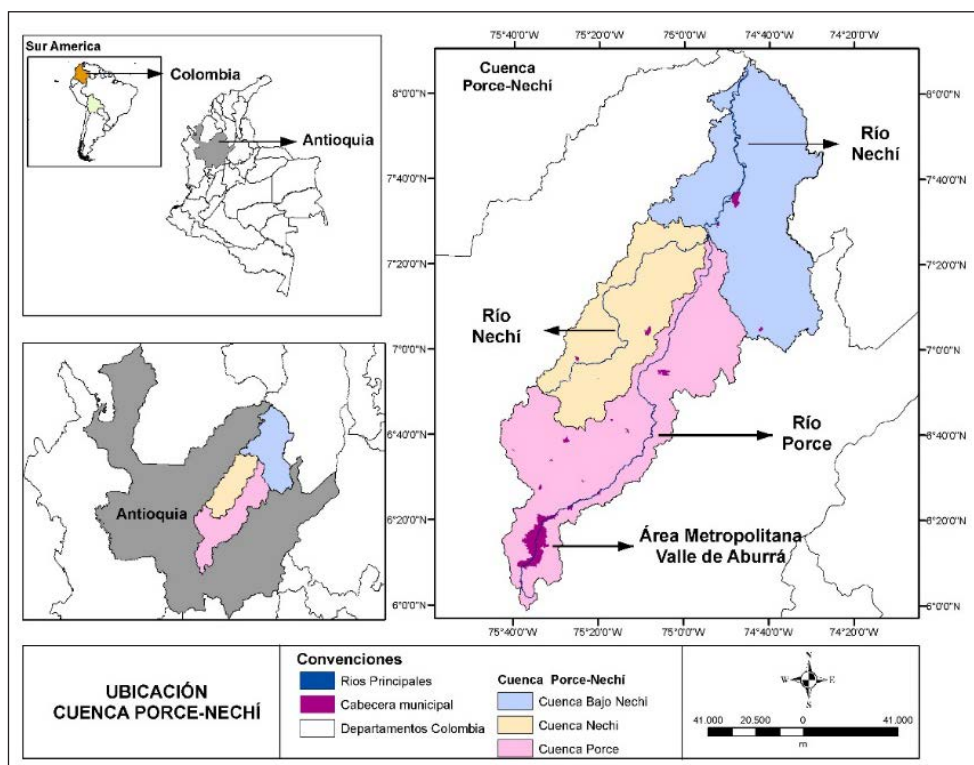 Sur America
Colombia
Antioquia
Antioquia
75°40'0"W
75°20'0"W
75°0'0"W
74°40'0"W
74°20'0"W
Cuenca
Porce-Nechí
8°0'0"N
7°40'0"N
7°20'0"N
7°0'0"N
6°40'0"N
6°20'0"N
6°0'0"N
Río
Nechí
Río
Nechí
Río
Porce
Área Metropolitana
Valle de Aburrá
8°0'0"N
7°40'0"N
7°20'0"N
7°0'0"N
6°40'0"N
6°20'0"N
6°0'0"N
75°40'0"W
75°20'0"W
75°0'0"W
74°40'0"W
74°20'0"W
UBICACIÓN
CUENCA PORCE-NECHÍ
Convenciones
Rios Principales
Cabecera municipal
Departamentos Colombia
Cuenca Porce-Nechí
Cuenca Bajo Nechi
Cuenca Nechi
Cuenca Porce
N
W E
S
41.000 20.500 0 41.000
m